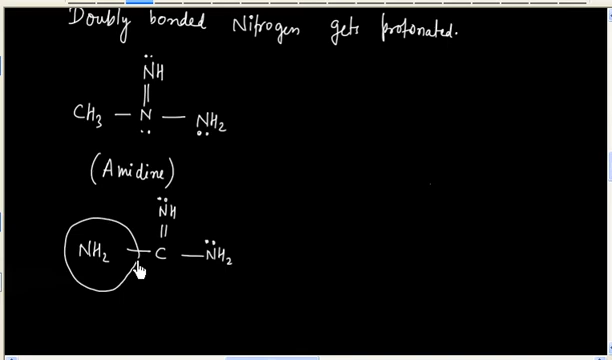 Doubly bonded Nitrogen gets protonated.
NH
||
CH3 — N — NH2
(Amidine)
NH
||
NH2 — C — NH2